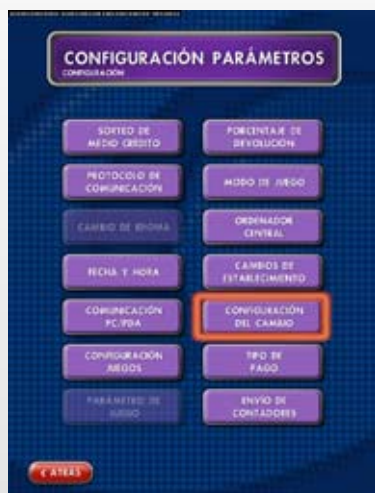 CONFIGURACIÓN PARÁMETROS
CONFIGURACIÓN
SORTEO DE
MEDIO CRÉDITO
PORCENTAJE DE
DEVOLUCIÓN
PROTOCOLO DE
COMUNICACIÓN
MODO DE JUEGO
CAMBIO DE IDIOMA
ORDENADOR
CENTRAL
FECHA Y HORA
CAMBIOS DE
ESTABLECIMIENTO
COMUNICACIÓN
PC/PDA
CONFIGURACIÓN
DEL CAMBIO
CONFIGURACIÓN
JUEGOS
TIPO DE
PAGO
PARÁMETRO DE
JUEGO
ENVÍO DE
CONTADORES
< ATRÁS